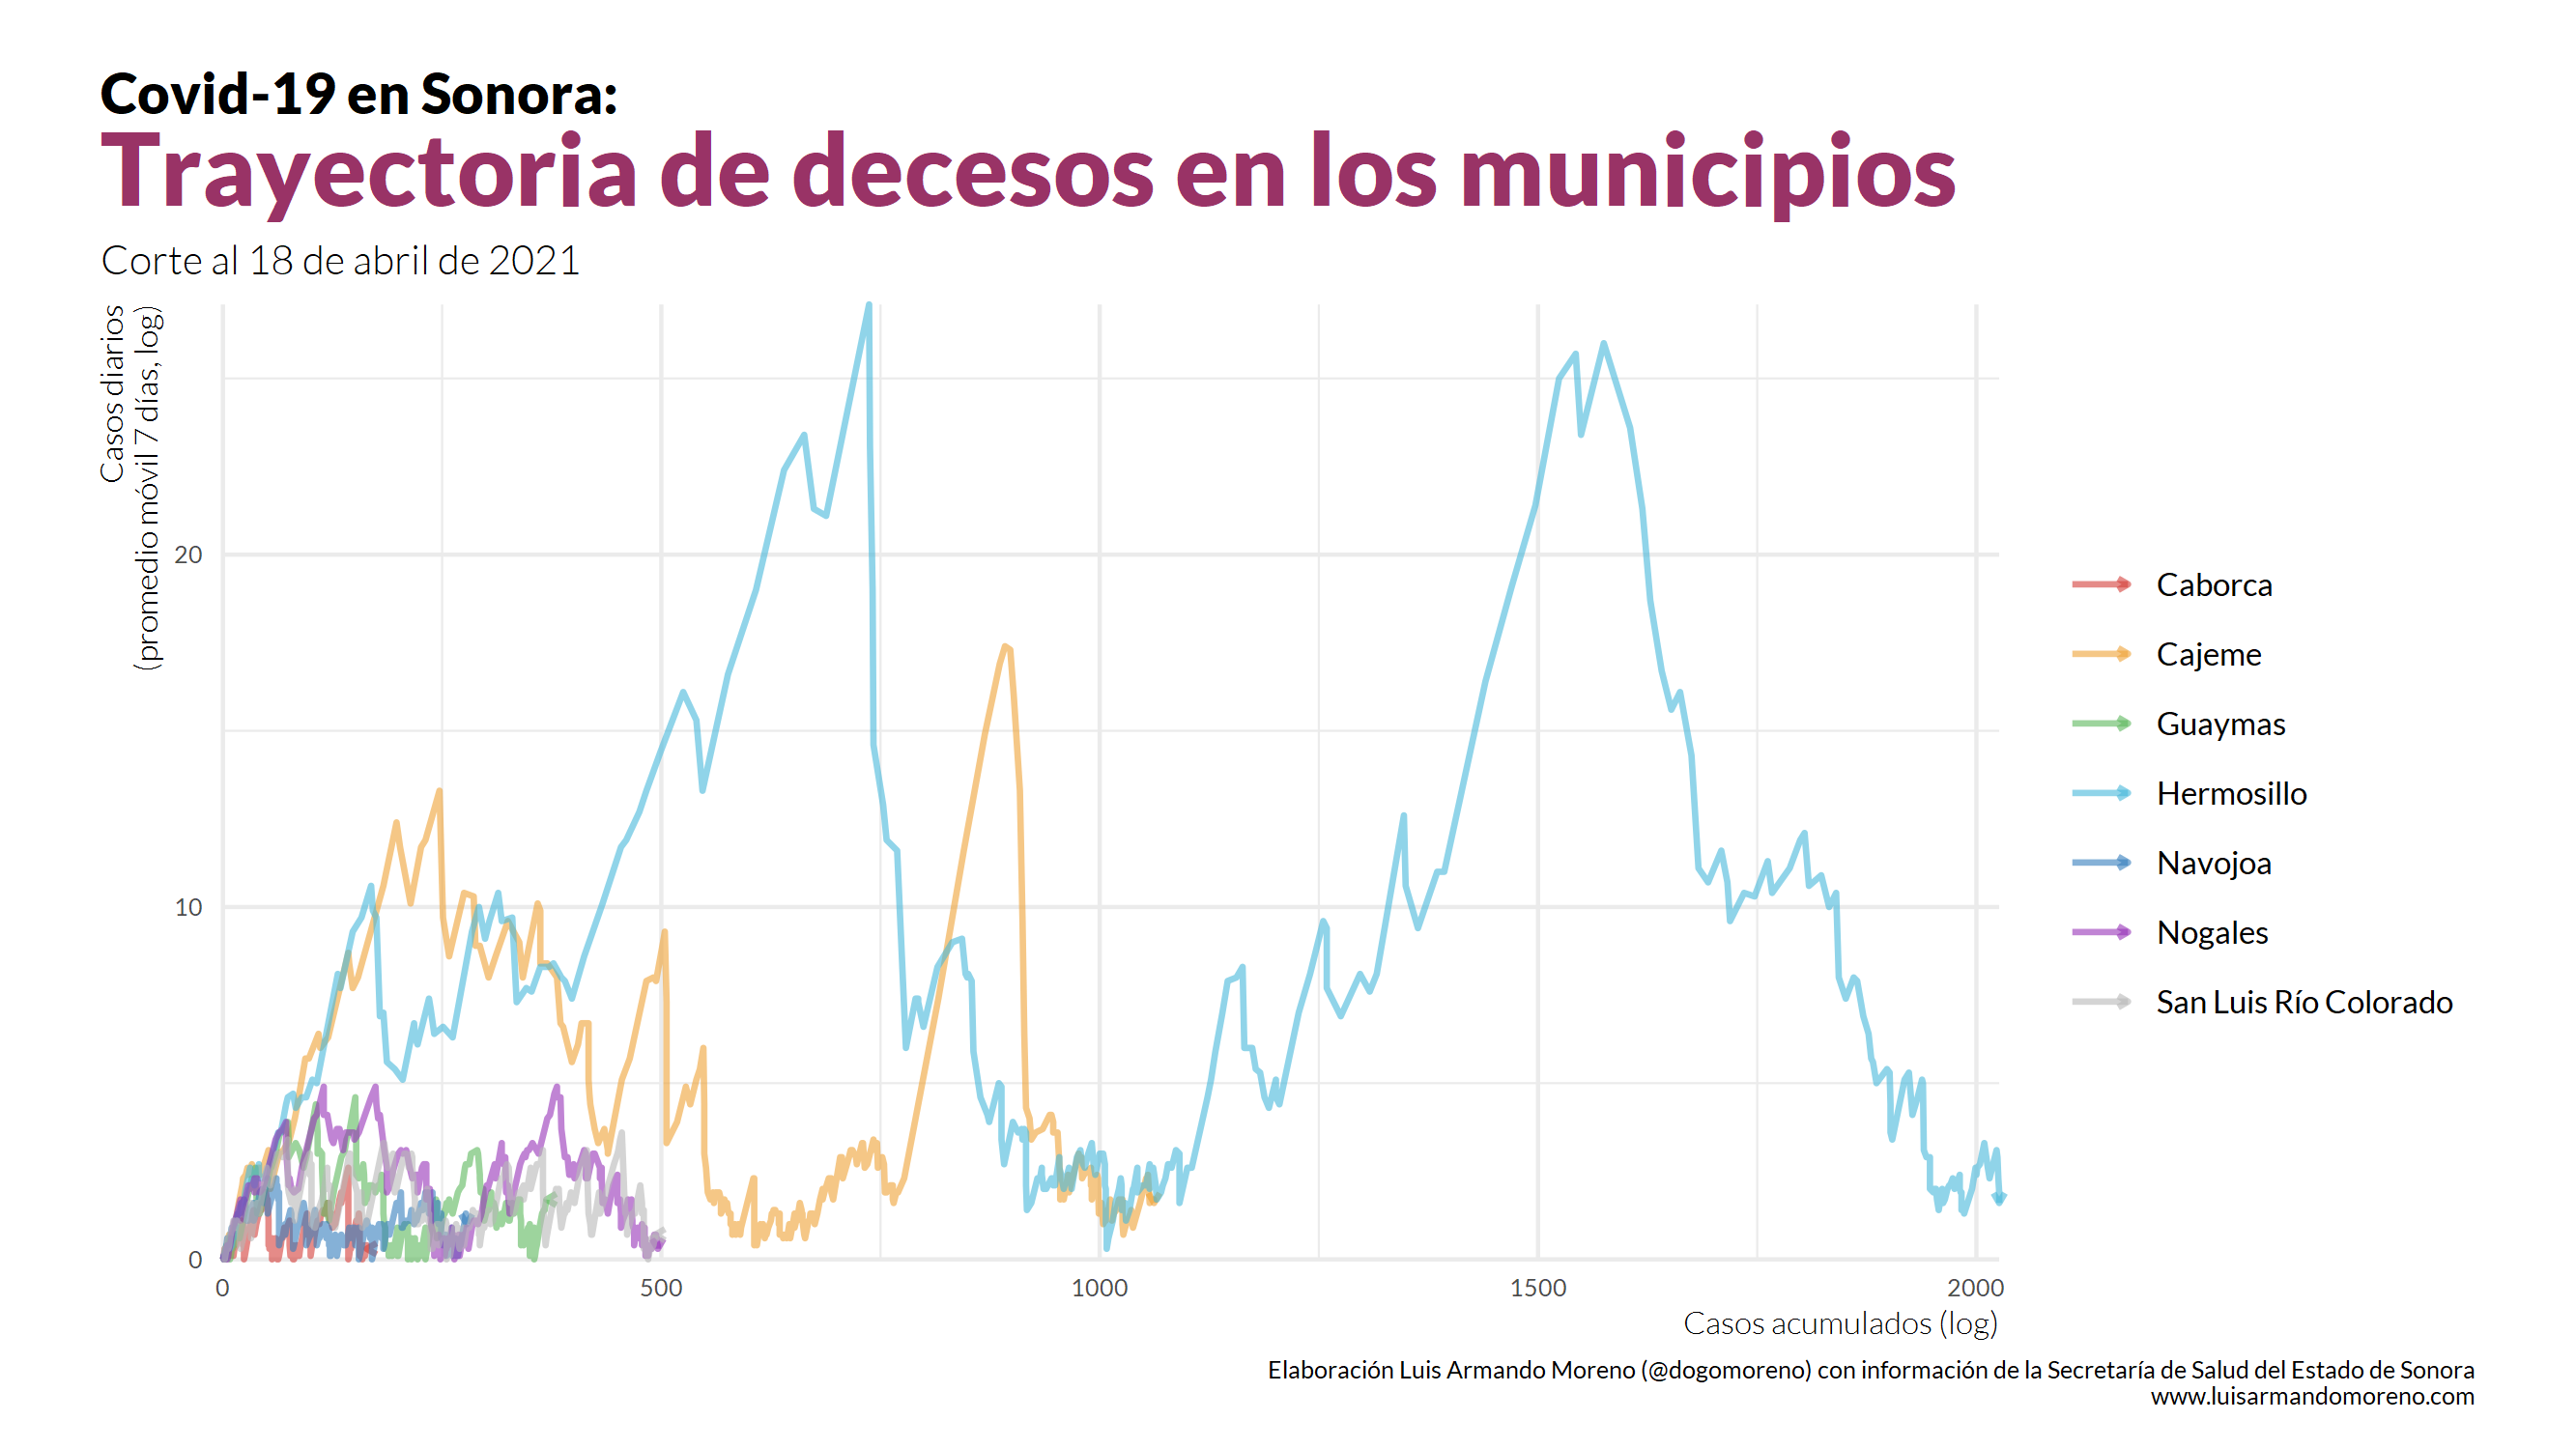 Covid-19 en Sonora:
Trayectoria de decesos en los municipios
Corte al 18 de abril de 2021
Casos diarios
(promedio móvil 7 días, log)
20
10
0
0
500
1000
1500
2000
Casos acumulados (log)
Caborca
Cajeme
Guaymas
Hermosillo
Navojoa
Nogales
San Luis Río Colorado
Elaboración Luis Armando Moreno (@dogomoreno) con información de la Secretaría de Salud del Estado de Sonora
www.luisarmandomoreno.com